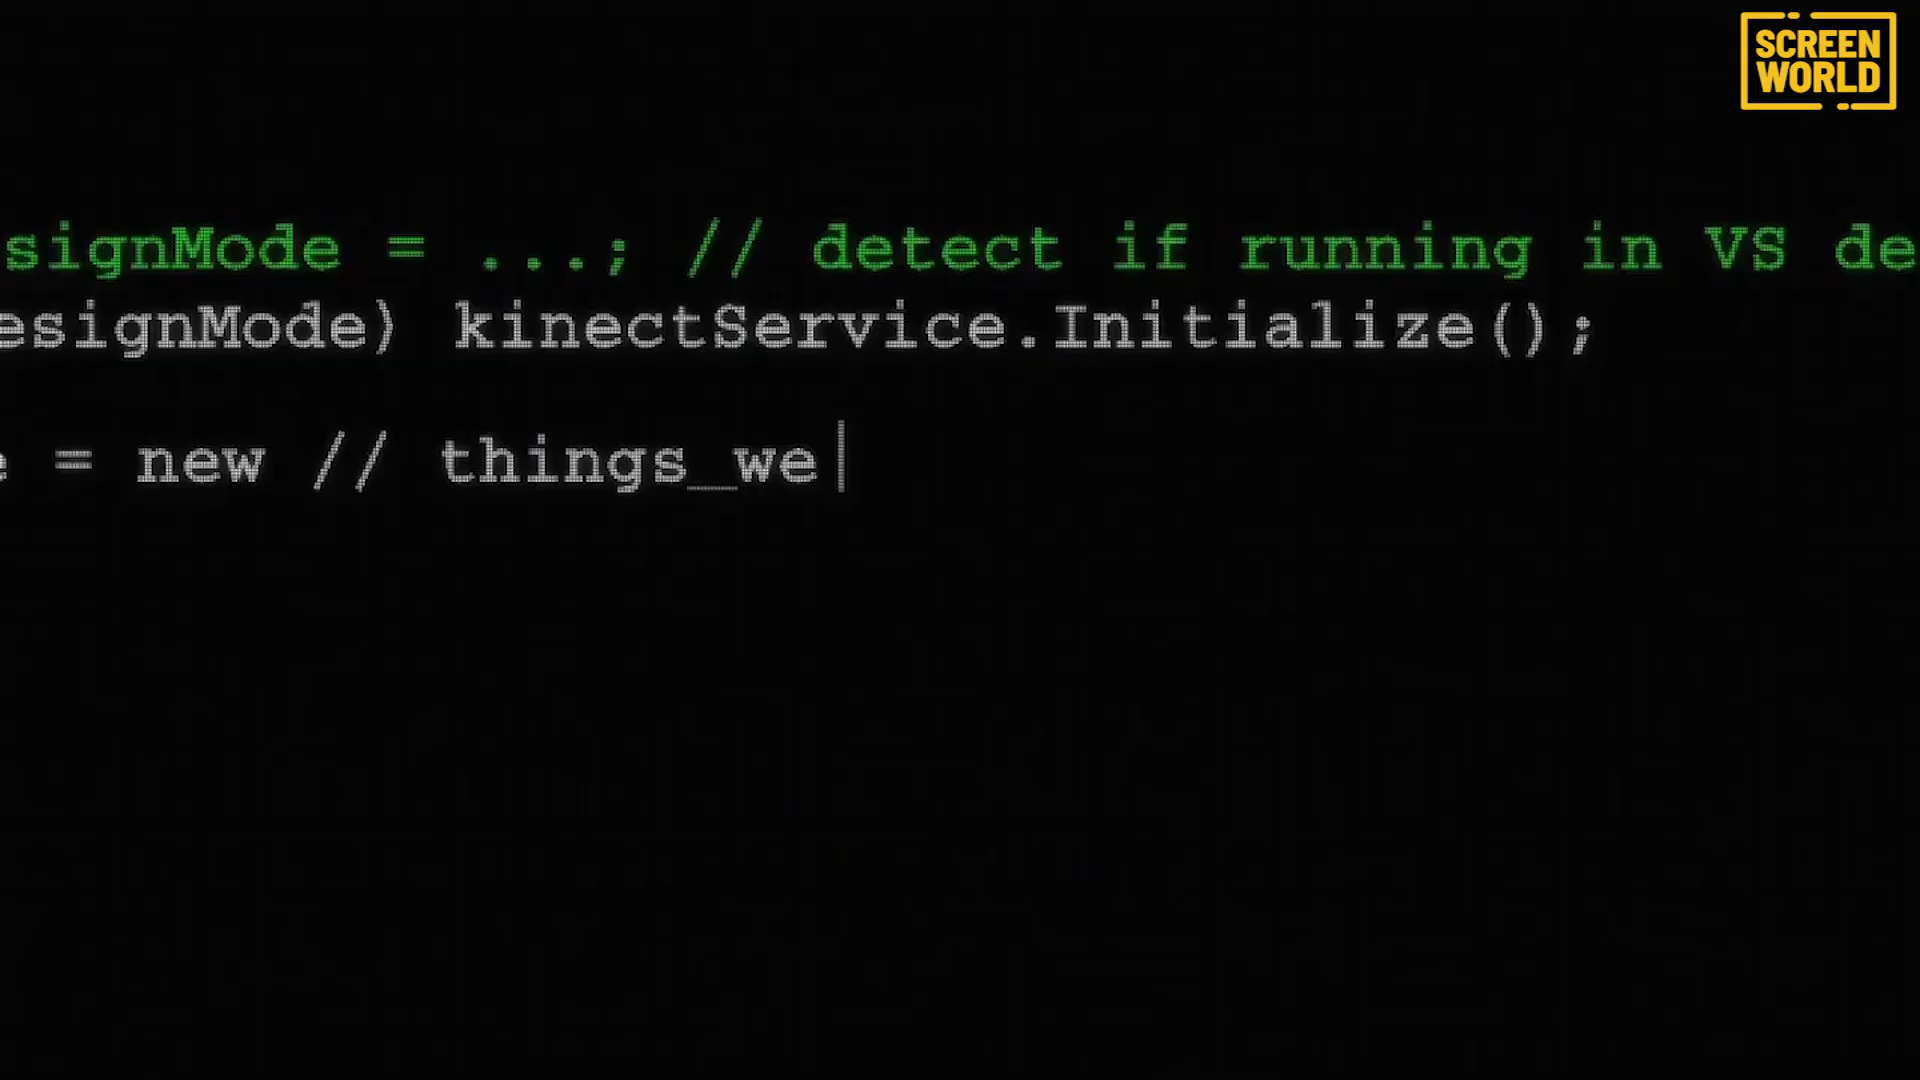 SCREEN
WORLD
signMode = ...; // detect if running in VS de
esignMode) kinectService.Initialize();
e = new // things_we